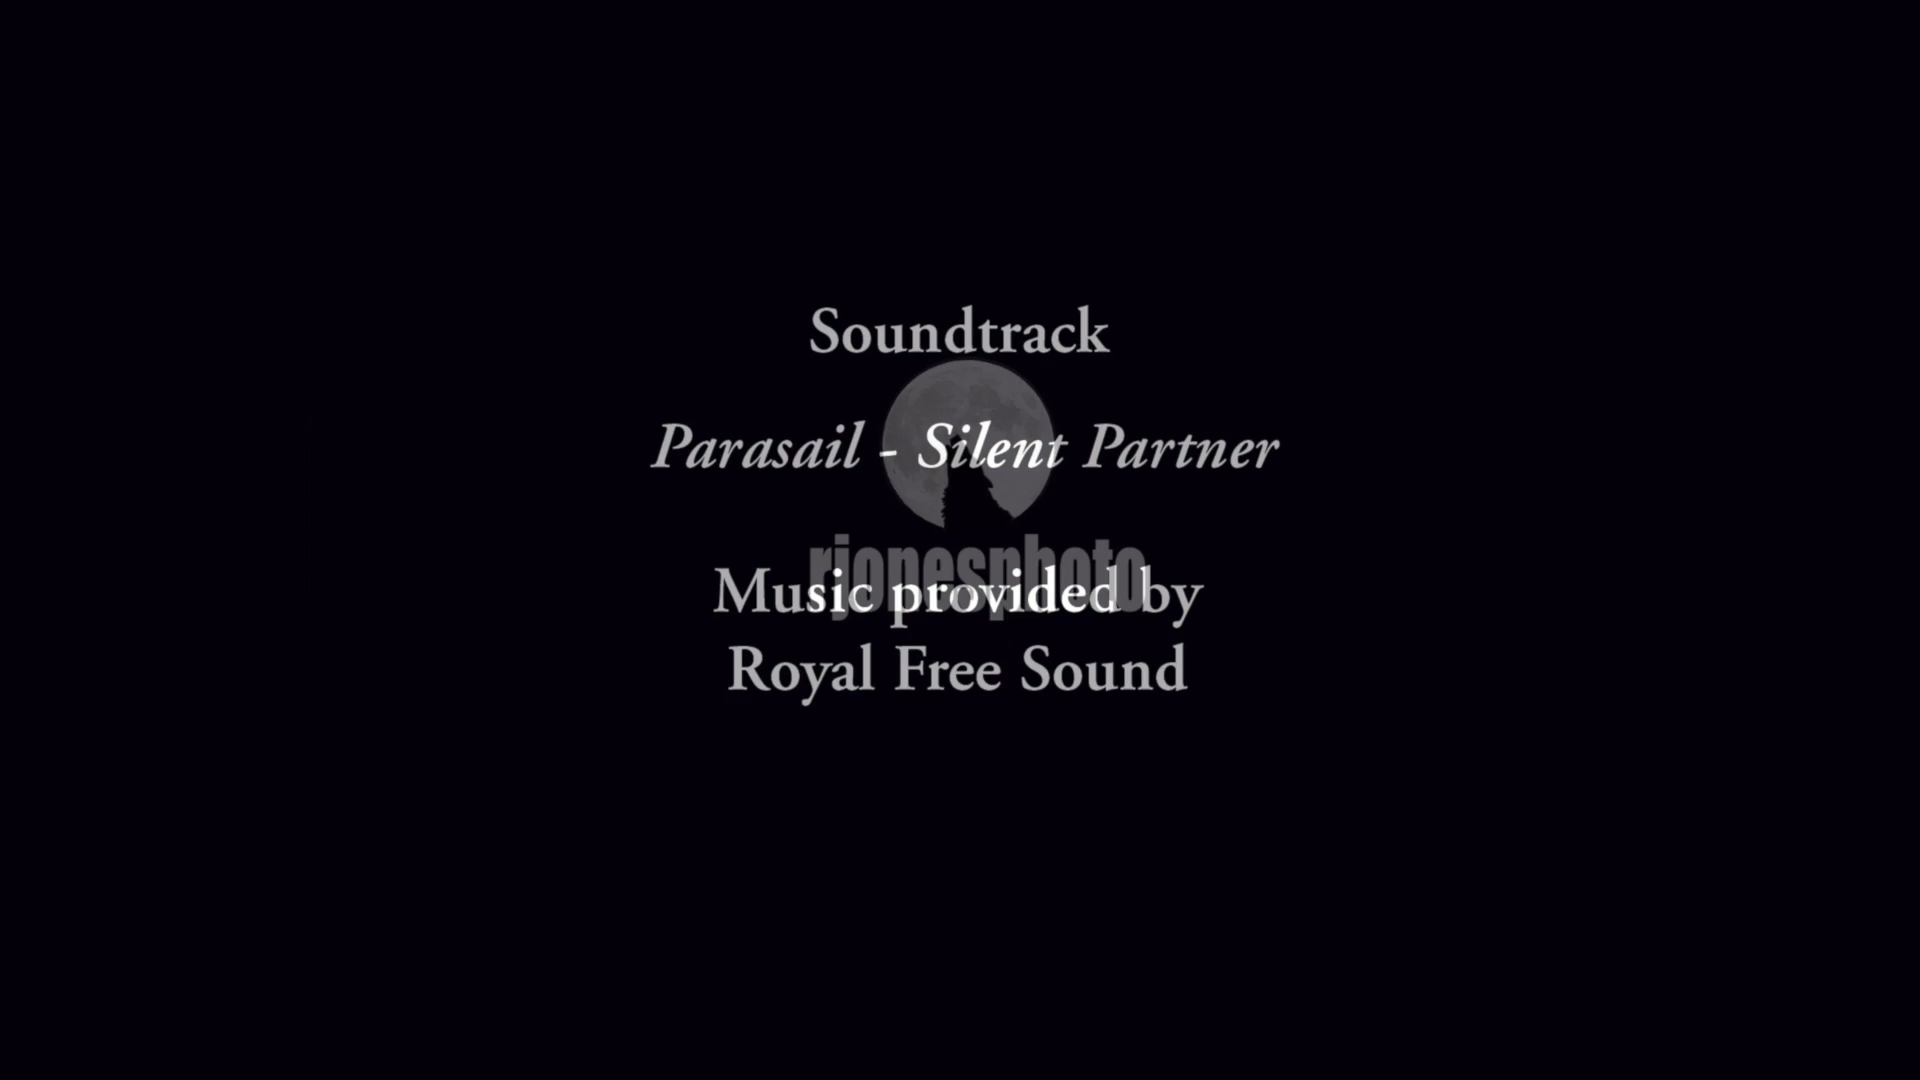 Soundtrack
Parasail - Silent Partner
rjonesphoto
Music provided by
Royal Free Sound